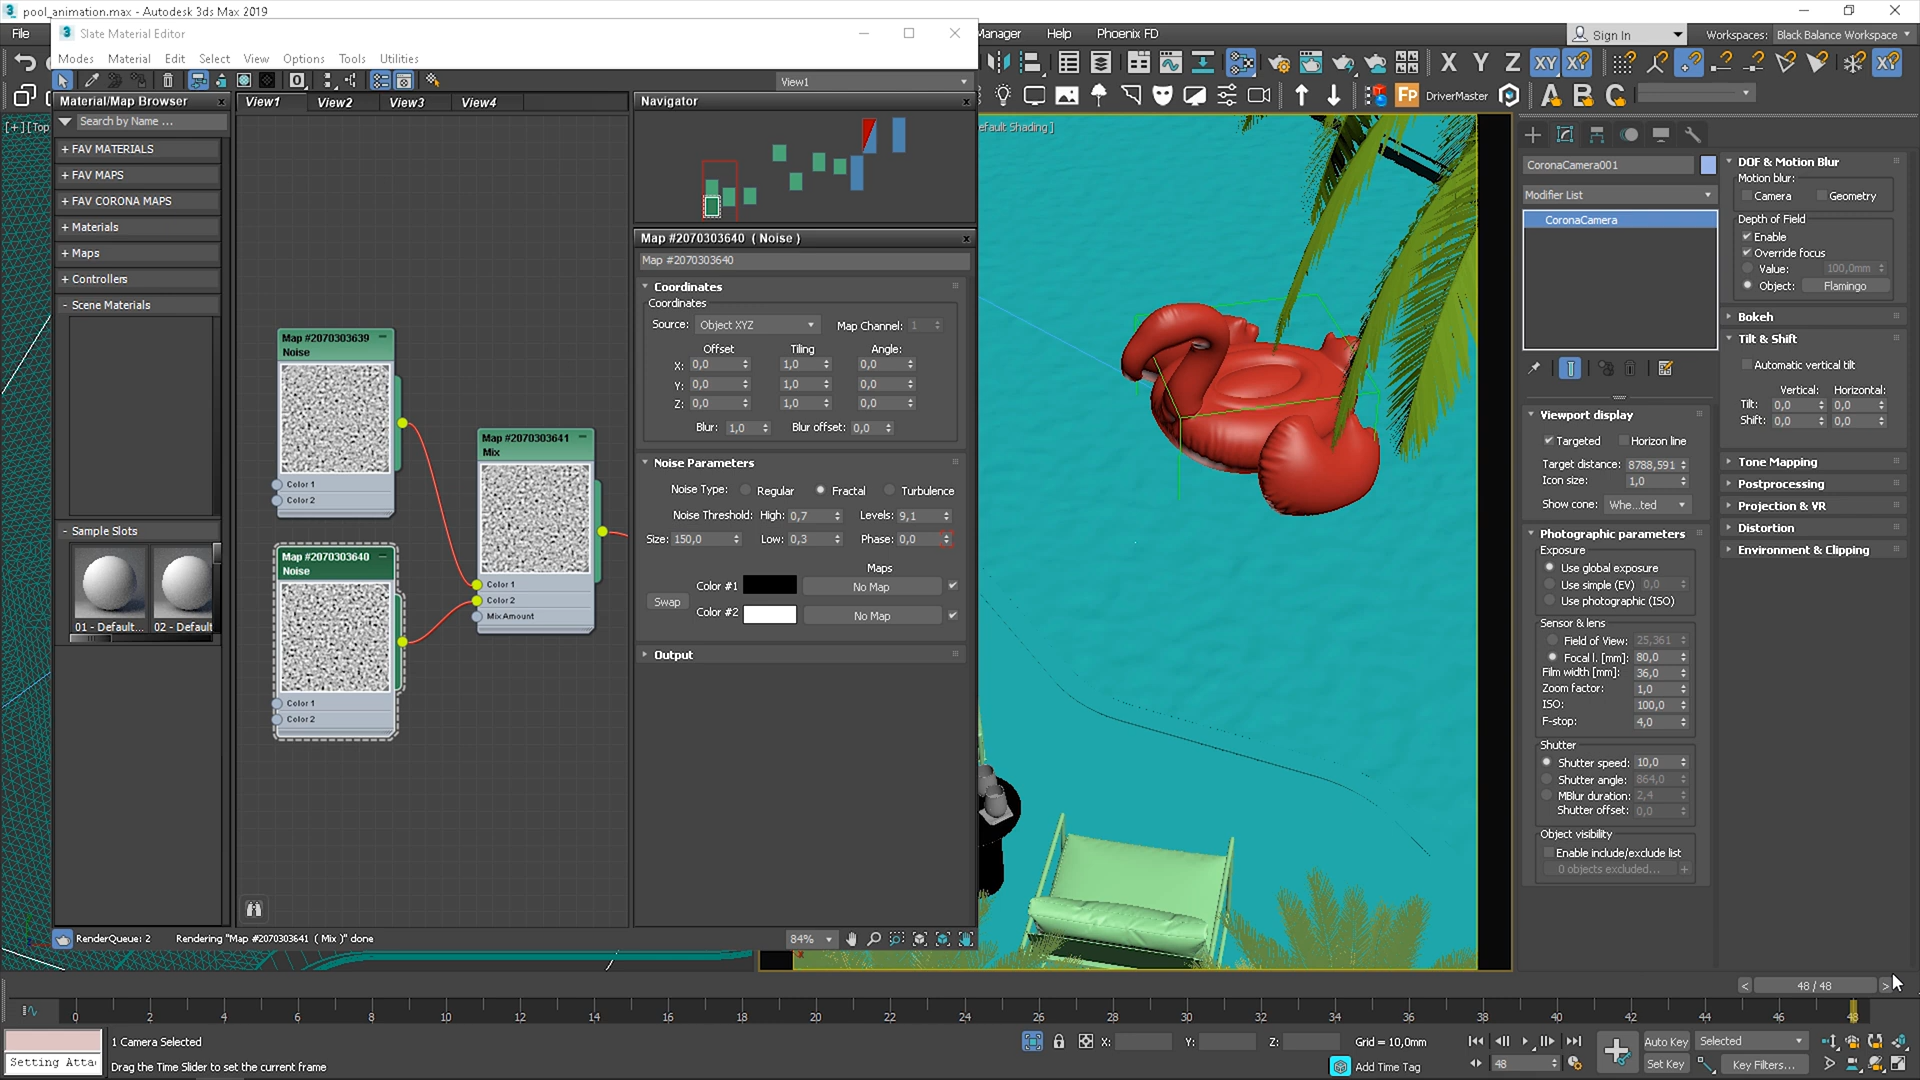 pool_animation.max - Autodesk 3ds Max 2019
File
Slate Material Editor
Manager
Help
Phoenix FD
Sign In
Workspaces: Black Balance Workspace
Modes
Material
Edit
Select
View
Options
Tools
Utilities
View1
X Y Z XY
FP DriverMaster
A B C
Material/Map Browser
Search by Name ...
+ FAV MATERIALS
+ FAV MAPS
+ FAV CORONA MAPS
+ Materials
+ Maps
+ Controllers
- Scene Materials
- Sample Slots
01 - Default...
02 - Default
[+] [Top
View1
View2
View3
View4
Map #2070303639
Noise
Color 1
Color 2
Map #2070303640
Noise
Color 1
Color 2
Map #2070303641
Mix
Color 1
Color 2
Mix Amount
Navigator
Map #2070303640 ( Noise )
Map #2070303640
Coordinates
Coordinates
Source: Object XYZ
Map Channel: 1
Offset Tiling Angle:
X: 0,0 1,0 0,0
Y: 0,0 1,0 0,0
Z: 0,0 1,0 0,0
Blur: 1,0 Blur offset: 0,0
Noise Parameters
Noise Type: Regular Fractal Turbulence
Noise Threshold: High: 0,7 Levels: 9,1
Size: 150,0 Low: 0,3 Phase: 0,0
Maps
Color #1 No Map
Swap
Color #2 No Map
Output
RenderQueue: 2
Rendering "Map #2070303641 ( Mix )" done
84%
efault Shading ]
CoronaCamera001
Modifier List
CoronaCamera
Viewport display
Targeted Horizon line
Target distance: 8788,591
Icon size: 1,0
Show cone: Whe...ted
Photographic parameters
Exposure
Use global exposure
Use simple (EV) 0,0
Use photographic (ISO)
Sensor & lens
Field of View: 25,361
Focal l. [mm]: 80,0
Film width [mm]: 36,0
Zoom factor: 1,0
ISO: 100,0
F-stop: 4,0
Shutter
Shutter speed: 10,0
Shutter angle: 864,0
MBlur duration: 2,4
Shutter offset: 0,0
Object visibility
Enable include/exclude list
0 objects excluded... +
DOF & Motion Blur
Motion blur:
Camera Geometry
Depth of Field
Enable
Override focus
Value: 100,0mm
Object: Flamingo
Bokeh
Tilt & Shift
Automatic vertical tilt
Vertical: Horizontal:
Tilt: 0,0 0,0
Shift: 0,0 0,0
Tone Mapping
Postprocessing
Projection & VR
Distortion
Environment & Clipping
< 48 / 48 >
0 2 4 6 8 10 12 14 16 18 20 22 24 26 28 30 32 34 36 38 40 42 44 46 48
1 Camera Selected
X: Y: Z: Grid = 10,0mm
Auto Key Selected
Setting Atta
Drag the Time Slider to set the current frame
Add Time Tag
48
Set Key
Key Filters...